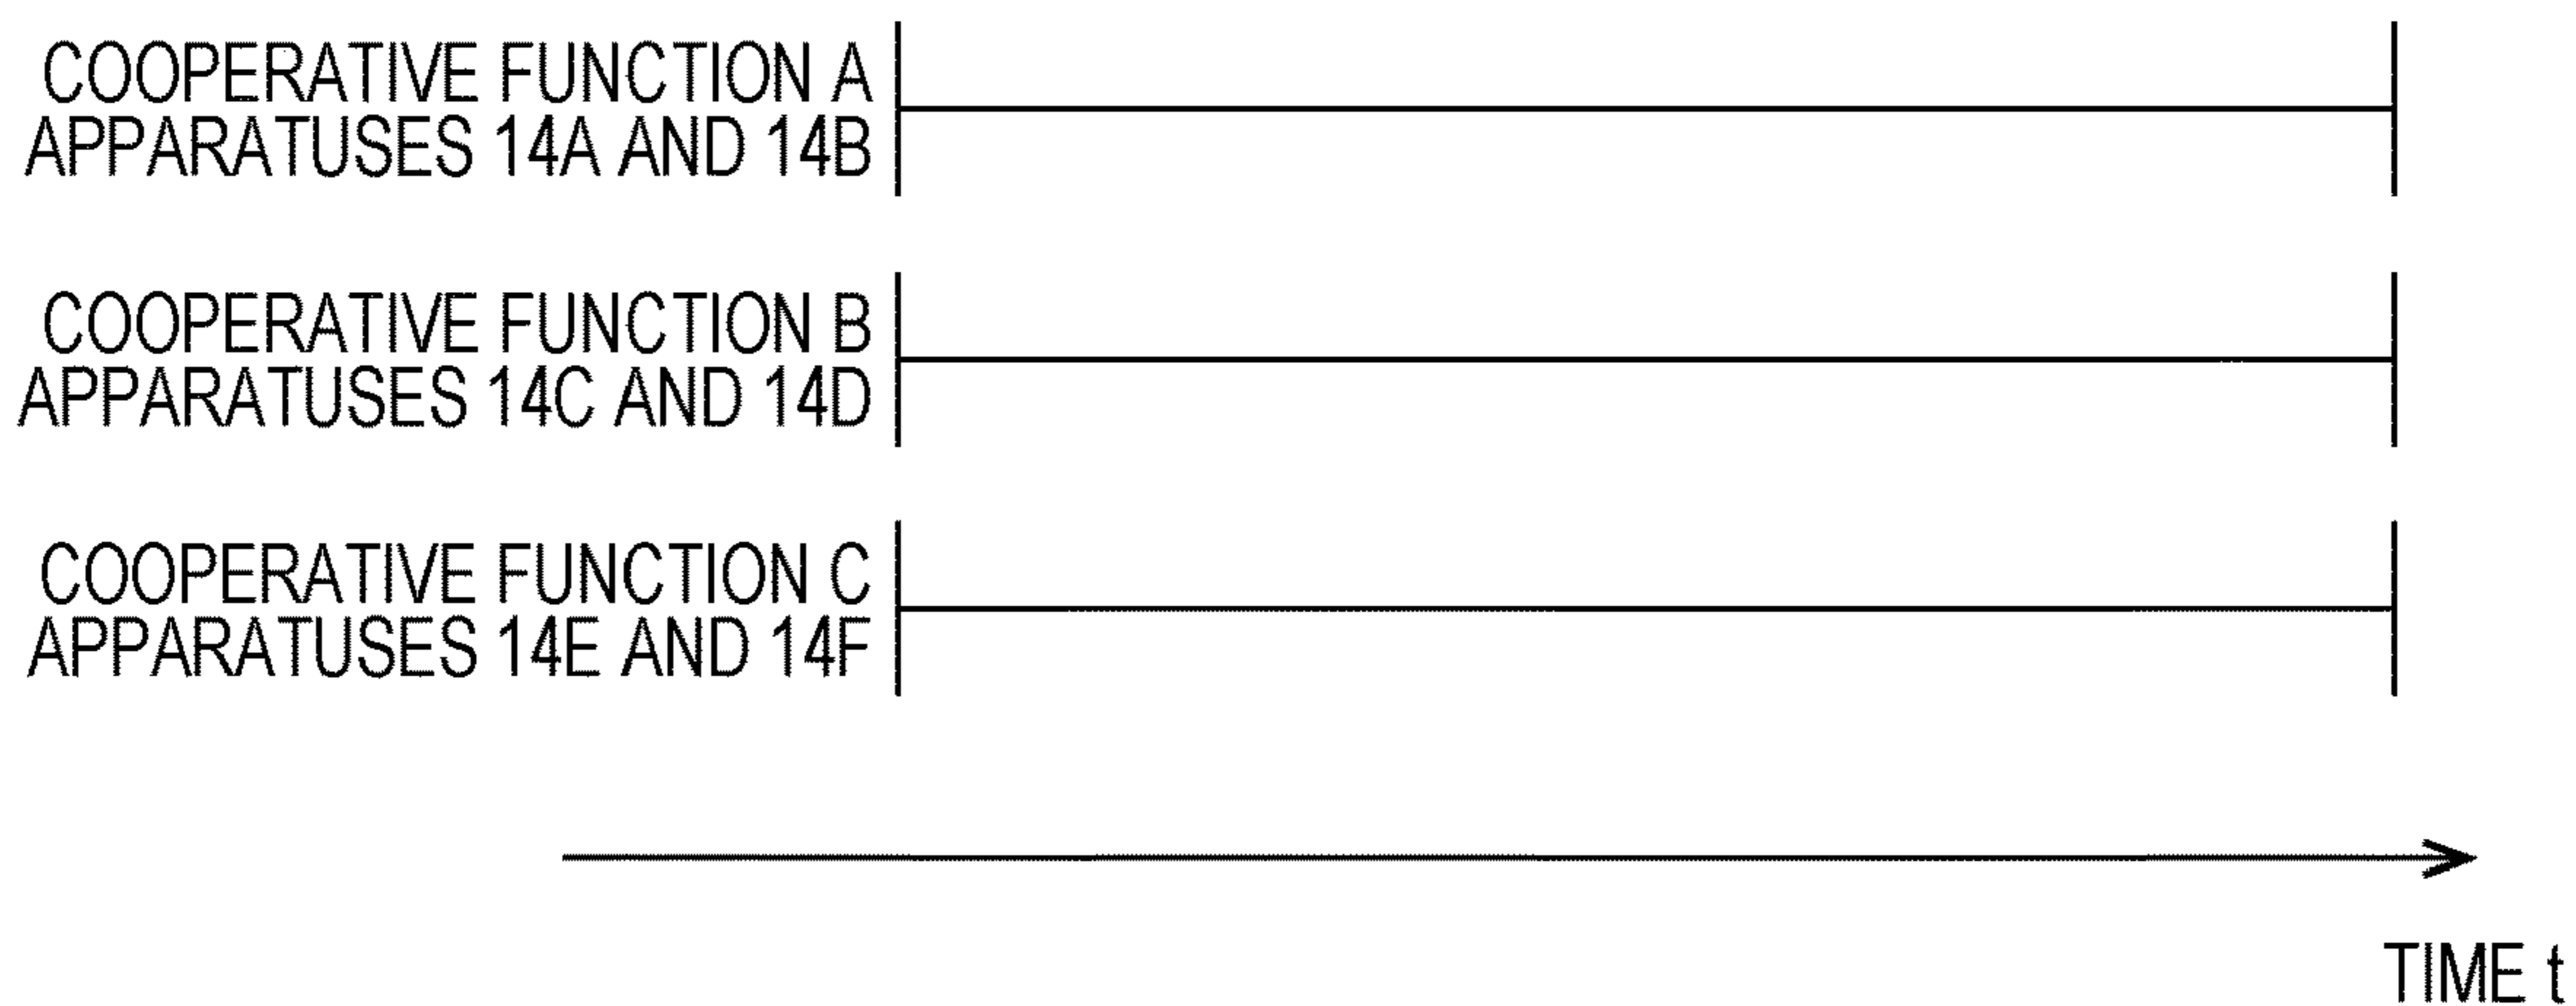 COOPERATIVE FUNCTION A
APPARATUSES 14A AND 14B
COOPERATIVE FUNCTION B
APPARATUSES 14C AND 14D
COOPERATIVE FUNCTION C
APPARATUSES 14E AND 14F
TIME t